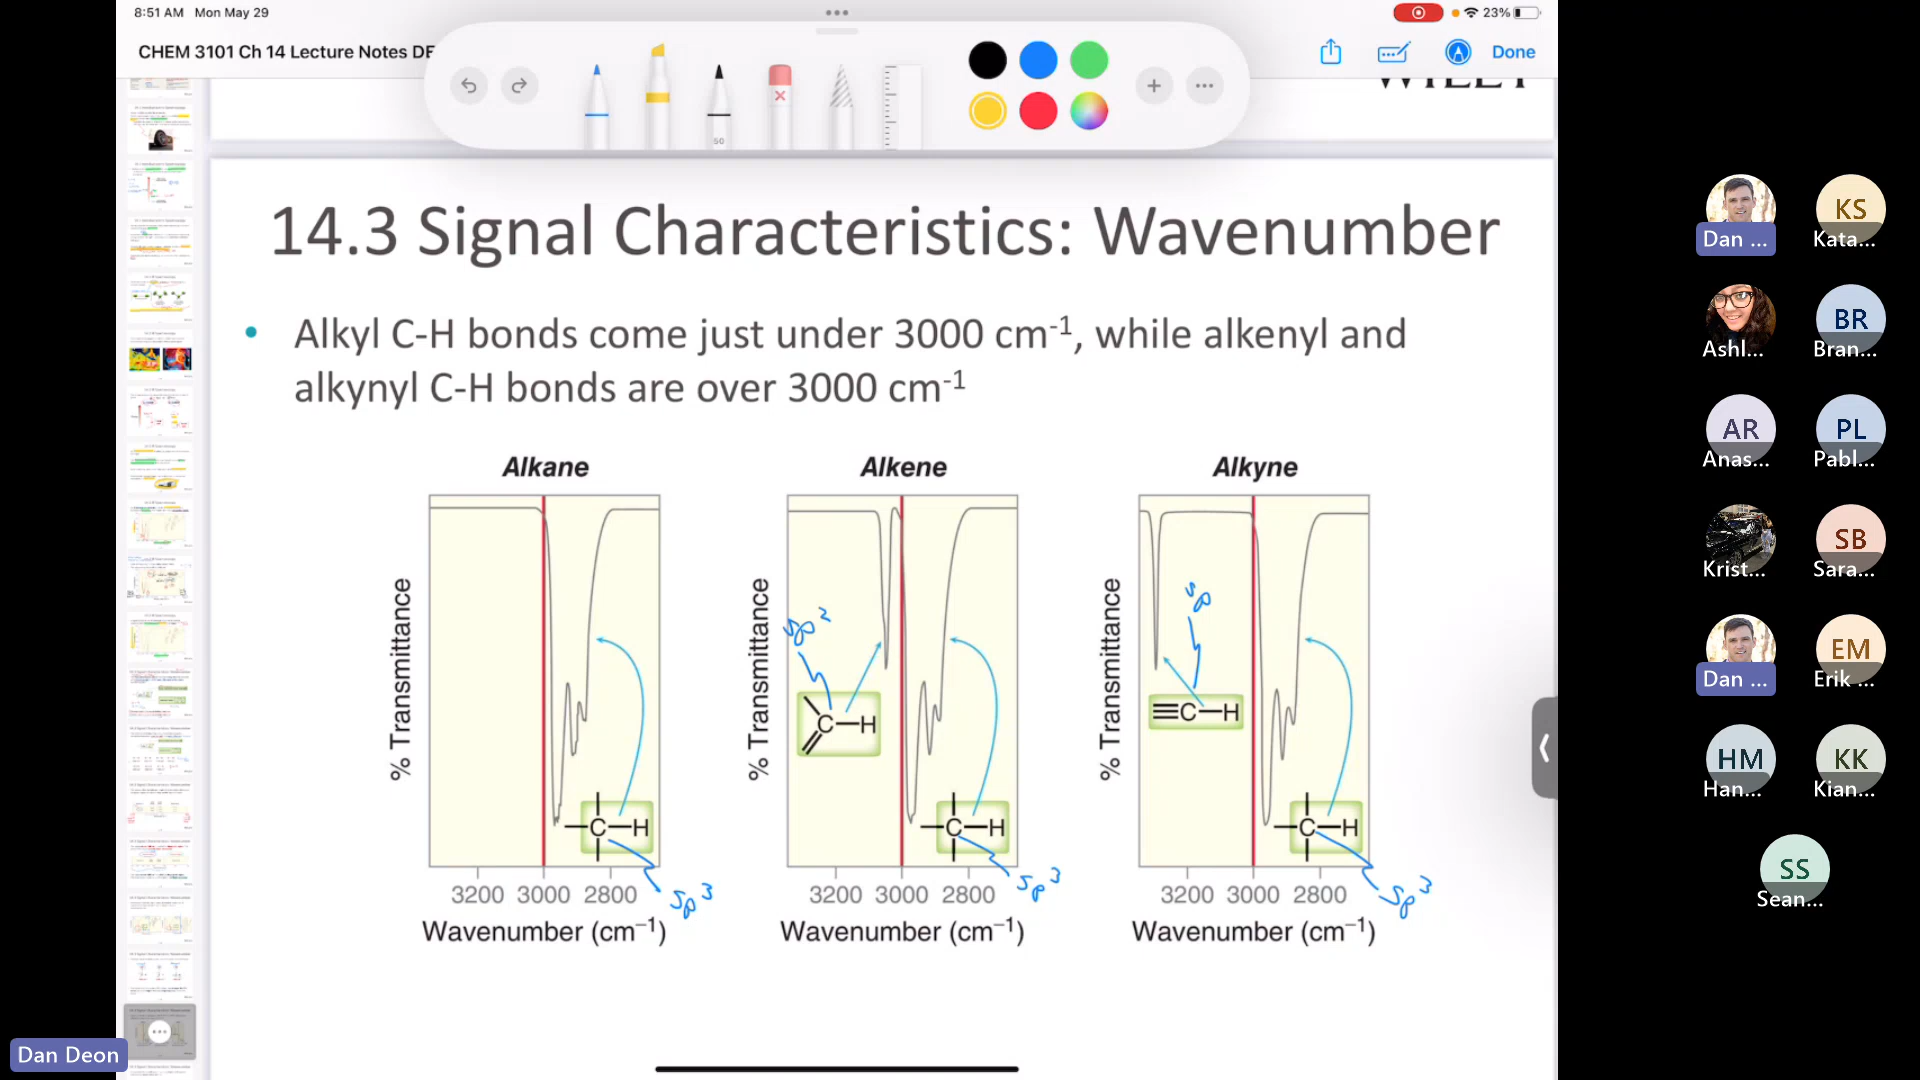 8:51 AM Mon May 29
23%
CHEM 3101 Ch 14 Lecture Notes DE
50
Done
14.3 Signal Characteristics: Wavenumber
• Alkyl C-H bonds come just under 3000 cm-1, while alkenyl and
alkynyl C-H bonds are over 3000 cm-1
Alkane
% Transmittance
C—H
sp3
3200 3000 2800
Wavenumber (cm–1)
Alkene
% Transmittance
sp2
C—H
C—H
sp3
3200 3000 2800
Wavenumber (cm–1)
Alkyne
% Transmittance
sp
≡C—H
C—H
sp3
3200 3000 2800
Wavenumber (cm–1)
Dan ...
KS
Kata...
Ashl...
BR
Bran...
AR
Anas...
PL
Pabl...
Krist...
SB
Sara...
Dan ...
EM
Erik ...
HM
Han...
KK
Kian...
SS
Sean...
Dan Deon